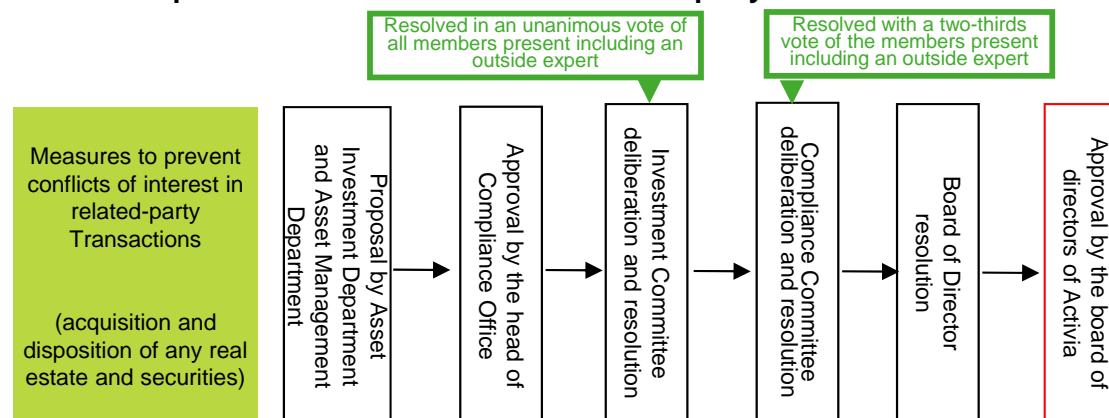 Resolved in an unanimous vote of
all members present including an
outside expert
Resolved with a two-thirds
vote of the members present
including an outside expert
Measures to prevent
conflicts of interest in
related-party
Transactions
(acquisition and
disposition of any real
estate and securities)
Proposal by Asset
Investment Department
and Asset Management
Department
Approval by the head of
Compliance Office
Investment Committee
deliberation and resolution
Compliance Committee
deliberation and resolution
Board of Director
resolution
Approval by the board of
directors of Activia